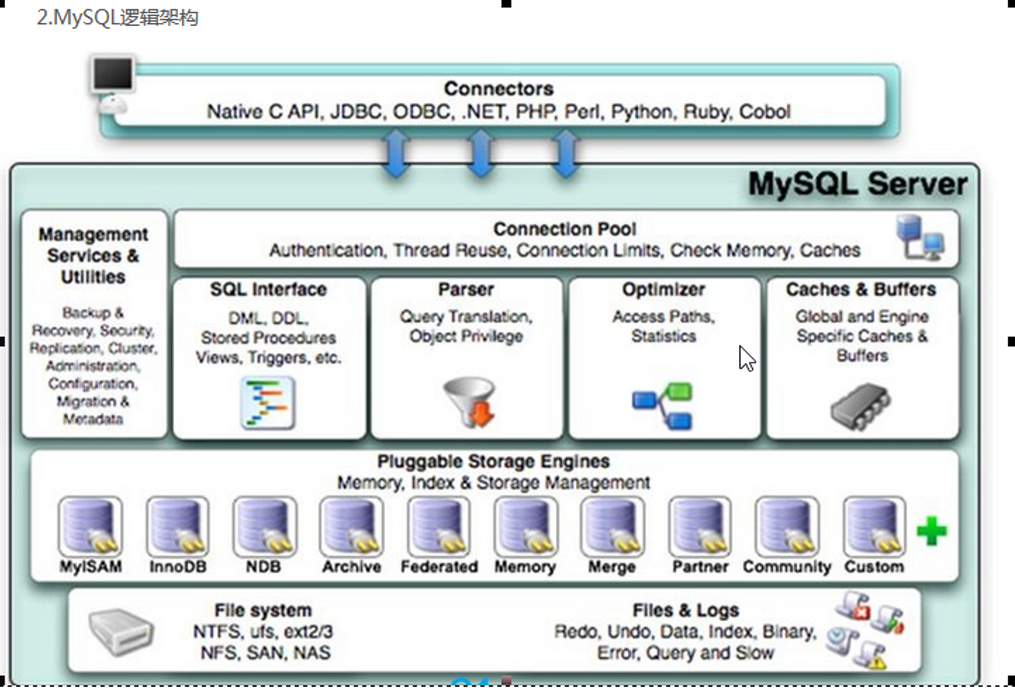 2.MySQL逻辑架构
Connectors
Native C API, JDBC, ODBC, .NET, PHP, Perl, Python, Ruby, Cobol
MySQL Server
Management
Services &
Utilities
Backup &
Recovery, Security,
Replication, Cluster,
Administration,
Configuration,
Migration &
Metadata
Connection Pool
Authentication, Thread Reuse, Connection Limits, Check Memory, Caches
SQL Interface
DML, DDL,
Stored Procedures
Views, Triggers, etc.
Parser
Query Translation,
Object Privilege
Optimizer
Access Paths,
Statistics
Caches & Buffers
Global and Engine
Specific Caches &
Buffers
Pluggable Storage Engines
Memory, Index & Storage Management
MyISAM
InnoDB
NDB
Archive
Federated
Memory
Merge
Partner
Community
Custom
File system
NTFS, ufs, ext2/3
NFS, SAN, NAS
Files & Logs
Redo, Undo, Data, Index, Binary,
Error, Query and Slow